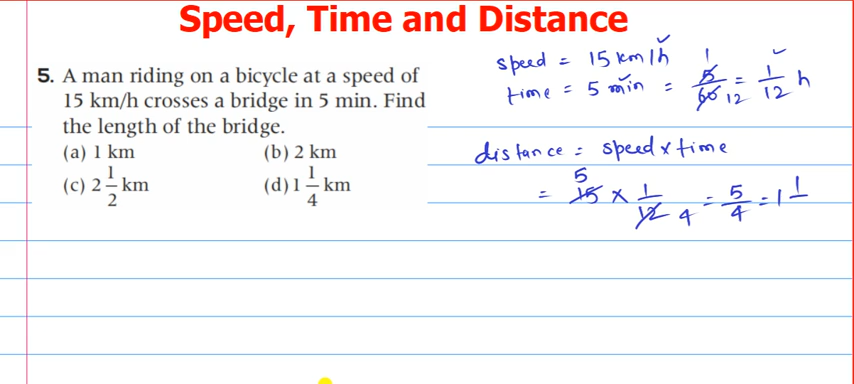 Speed, Time and Distance
5. A man riding on a bicycle at a speed of
15 km/h crosses a bridge in 5 min. Find
the length of the bridge.
(a) 1 km (b) 2 km
(c) 2 1/2 km (d) 1 1/4 km
speed = 15 km/h
time = 5 min = 5/60 1/12 = 1/12 h
distance = speed x time
= 15 5 x 1/12 4 = 5/4 = 1 1/